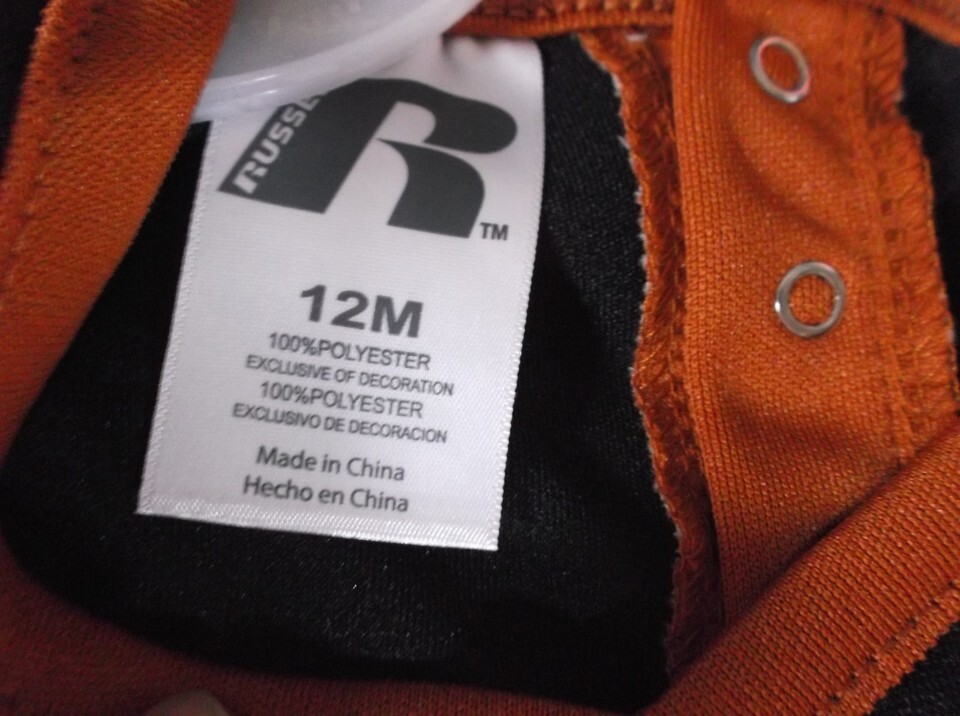 RUSSE
TM
12M
100%POLYESTER
EXCLUSIVE OF DECORATION
100%POLYESTER
EXCLUSIVO DE DECORACION
Made in China
Hecho en China